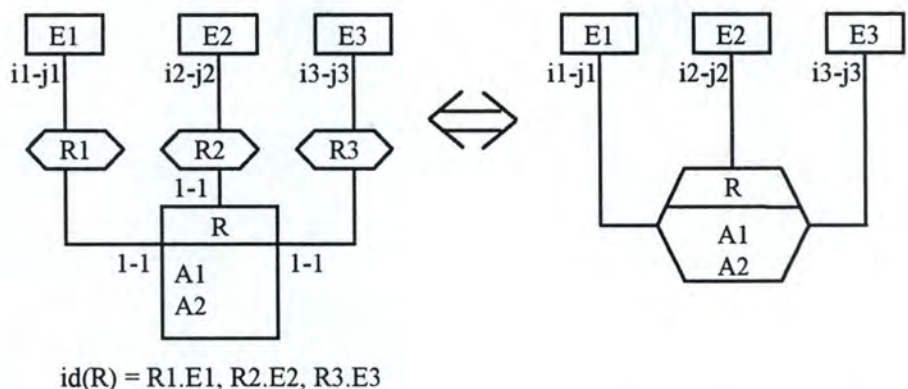 E1 E2 E3 E1 E2 E3
i1-j1 i2-j2 i3-j3 i1-j1 i2-j2 i3-j3
R1 R2 R3
1-1
R R
1-1 1-1
A1 A1
A2 A2
id(R) = R1.E1, R2.E2, R3.E3